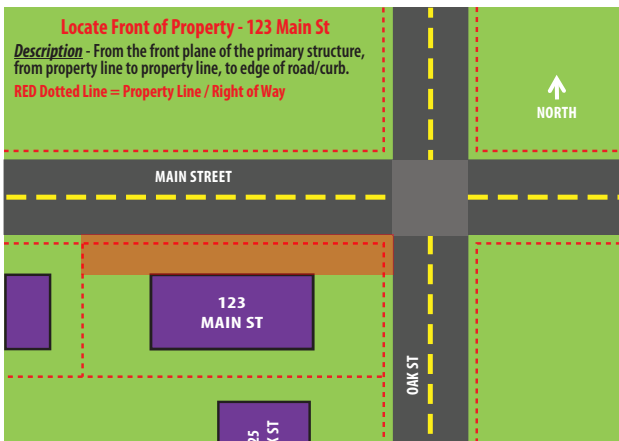 Locate Front of Property - 123 Main St
Description - From the front plane of the primary structure,
from property line to property line, to edge of road/curb.
RED Dotted Line = Property Line / Right of Way
NORTH
MAIN STREET
123
MAIN ST
OAK ST